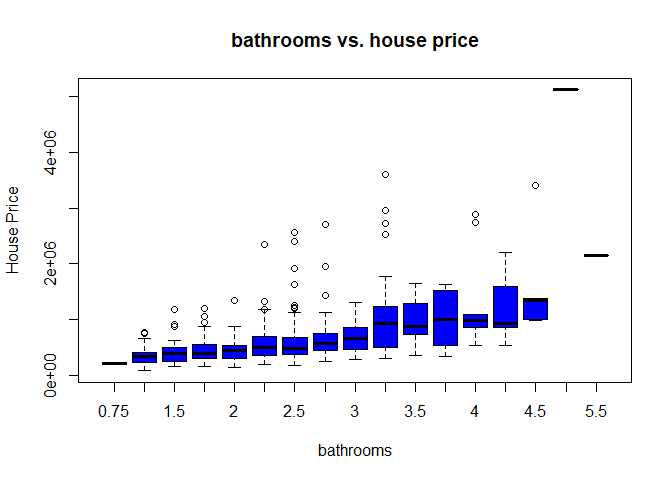 bathrooms vs. house price
House Price
4e+06
2e+06
0e+00
0.75 1.5 2 2.5 3 3.5 4 4.5 5.5
bathrooms